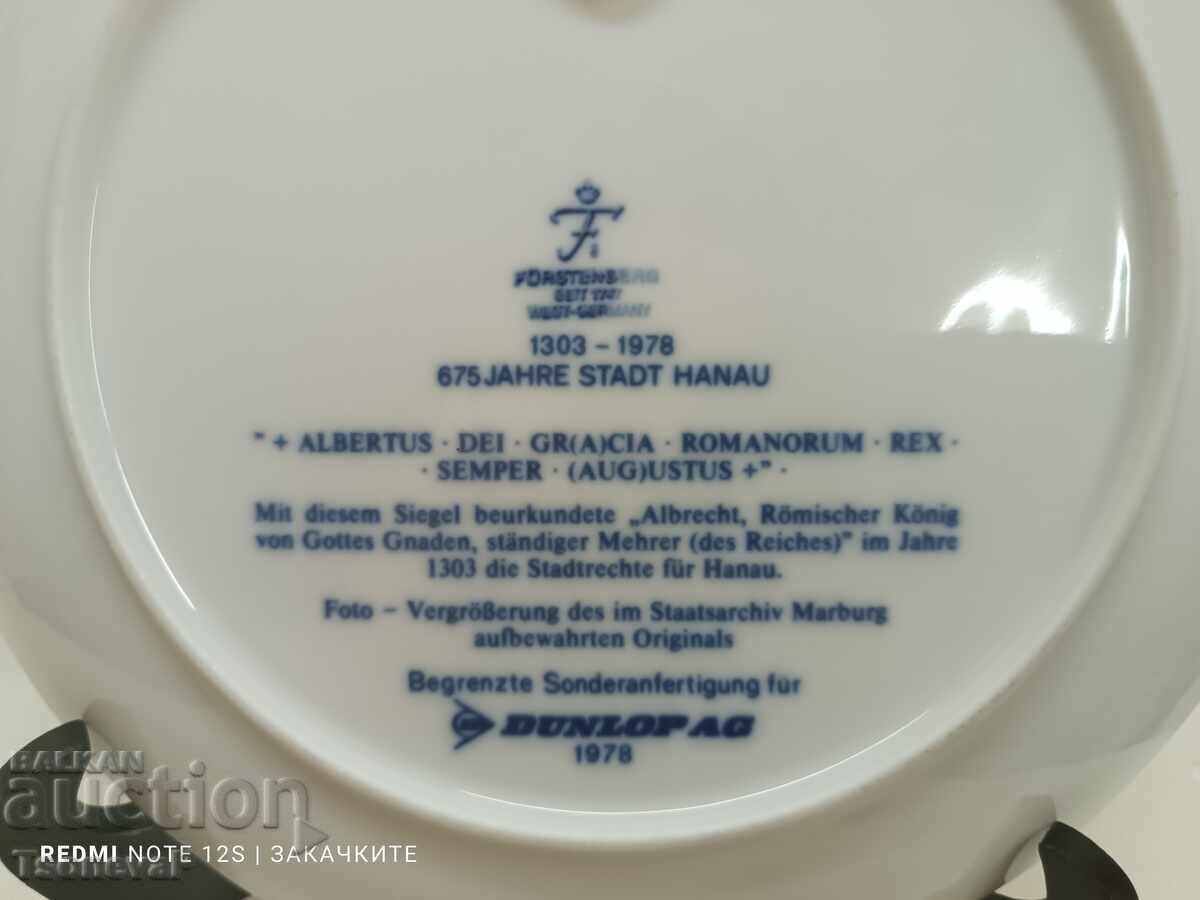 F
FÜRSTENBERG
SEIT 1747
WEST-GERMANY
1303 – 1978
675 JAHRE STADT HANAU
" + ALBERTUS · DEI · GR(A)CIA · ROMANORUM · REX ·
· SEMPER · (AUG)USTUS +" ·
Mit diesem Siegel beurkundete „Albrecht, Römischer König
von Gottes Gnaden, ständiger Mehrer (des Reiches)" im Jahre
1303 die Stadtrechte für Hanau.
Foto – Vergrößerung des im Staatsarchiv Marburg
aufbewahrten Originals
Begrenzte Sonderanfertigung für
DUNLOP AG
1978
BALKAN
auction
REDMI NOTE 12S | ЗАКАЧКИТЕ
Tsoneval